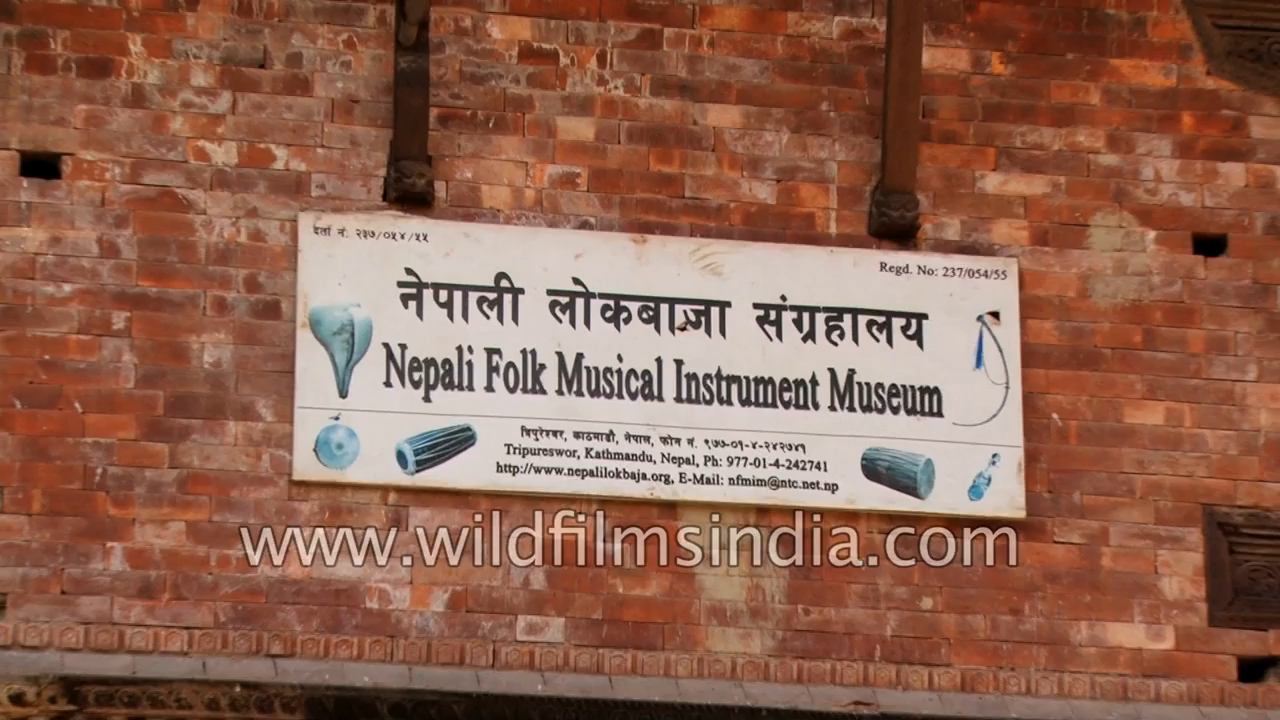 दर्ता नं. २३७/०५४/५५
Regd. No: 237/054/55
नेपाली लोकबाजा संग्रहालय
Nepali Folk Musical Instrument Museum
त्रिपुरेश्वर, काठमाडौं, नेपाल, फोन नं. ९७७-०१-४-२४२७४१
Tripureswor, Kathmandu, Nepal, Ph: 977-01-4-242741
http://www.nepalilokbaja.org, E-Mail: nfmim@ntc.net.np
www.wildfilmsindia.com